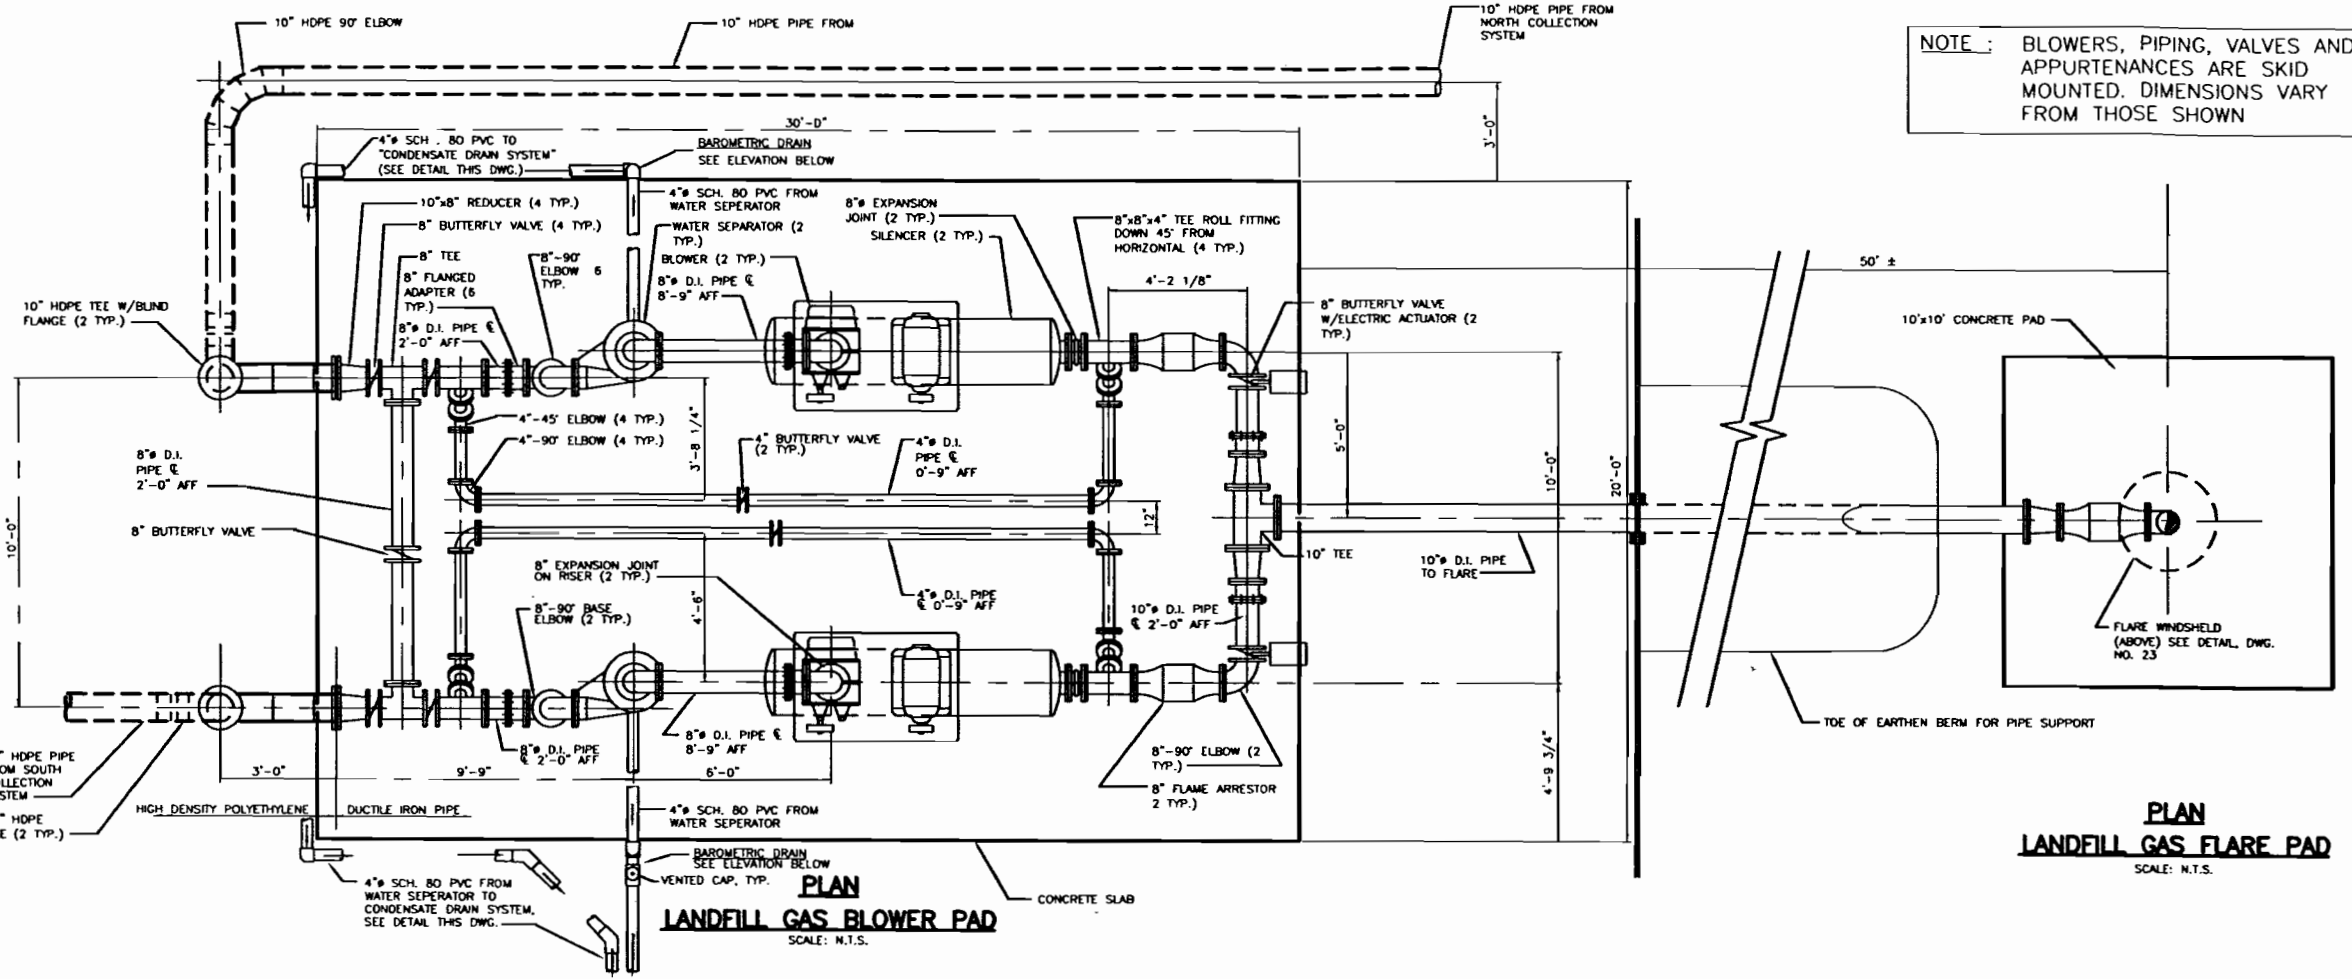 10" HDPE 90° ELBOW
10" HDPE PIPE FROM
10" HDPE PIPE FROM
NORTH COLLECTION
SYSTEM
NOTE : BLOWERS, PIPING, VALVES AND
APPURTENANCES ARE SKID
MOUNTED. DIMENSIONS VARY
FROM THOSE SHOWN
30'-0"
3'-0"
4"ø SCH . 80 PVC TO
"CONDENSATE DRAIN SYSTEM"
(SEE DETAIL THIS DWG.)
BAROMETRIC DRAIN
SEE ELEVATION BELOW
4"ø SCH. 80 PVC FROM
WATER SEPERATOR
10"x8" REDUCER (4 TYP.)
8" BUTTERFLY VALVE (4 TYP.)
8" TEE
8" FLANGED
ADAPTER (6
TYP.)
8"ø D.I. PIPE ℄
2'-0" AFF
8"-90°
ELBOW 6
TYP.
WATER SEPARATOR (2
TYP.)
BLOWER (2 TYP.)
8"ø D.I. PIPE ℄
8'-9" AFF
8"ø EXPANSION
JOINT (2 TYP.)
SILENCER (2 TYP.)
8"x8"x4" TEE ROLL FITTING
DOWN 45° FROM
HORIZONTAL (4 TYP.)
4'-2 1/8"
50' ±
8" BUTTERFLY VALVE
W/ELECTRIC ACTUATOR (2
TYP.)
10'x10' CONCRETE PAD
10" HDPE TEE W/BLIND
FLANGE (2 TYP.)
4"-45° ELBOW (4 TYP.)
4"-90° ELBOW (4 TYP.)
3'-8 1/4"
4" BUTTERFLY VALVE
(2 TYP.)
4"ø D.I.
PIPE ℄
0'-9" AFF
5'-0"
10'-0"
20'-0"
8"ø D.I.
PIPE ℄
2'-0" AFF
10'-0"
8" BUTTERFLY VALVE
12"
10" TEE
10"ø D.I. PIPE
TO FLARE
8" EXPANSION JOINT
ON RISER (2 TYP.)
4"ø D.I. PIPE
℄ 0'-9" AFF
8"-90° BASE
ELBOW (2 TYP.)
4'-6"
10"ø D.I. PIPE
℄ 2'-0" AFF
FLARE WINDSHELD
(ABOVE) SEE DETAIL, DWG.
NO. 23
TOE OF EARTHEN BERM FOR PIPE SUPPORT
" HDPE PIPE
OM SOUTH
LLECTION
STEM
" HDPE
E (2 TYP.)
8"ø D.I. PIPE
℄ 2'-0" AFF
8"ø D.I. PIPE ℄
8'-9" AFF
3'-0"
9'-9"
6'-0"
8"-90° ELBOW (2
TYP.)
8" FLAME ARRESTOR
2 TYP.)
4'-9 3/4"
HIGH DENSITY POLYETHYLENE
DUCTILE IRON PIPE
4"ø SCH. 80 PVC FROM
WATER SEPERATOR
BAROMETRIC DRAIN
SEE ELEVATION BELOW
VENTED CAP, TYP.
4"ø SCH. 80 PVC FROM
WATER SEPERATOR TO
CONDENSATE DRAIN SYSTEM,
SEE DETAIL THIS DWG.
CONCRETE SLAB
PLAN
LANDFILL GAS BLOWER PAD
SCALE: N.T.S.
PLAN
LANDFILL GAS FLARE PAD
SCALE: N.T.S.